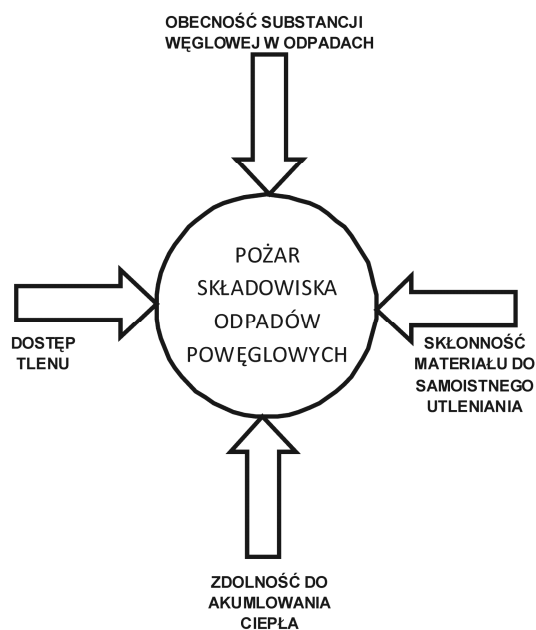 OBECNOŚĆ SUBSTANCJI
WĘGLOWEJ W ODPADACH
POŻAR
SKŁADOWISKA
ODPADÓW
POWĘGLOWYCH
DOSTĘP
TLENU
SKŁONNOŚĆ
MATERIAŁU DO
SAMOISTNEGO
UTLENIANIA
ZDOLNOŚĆ DO
AKUMLOWANIA
CIEPŁA